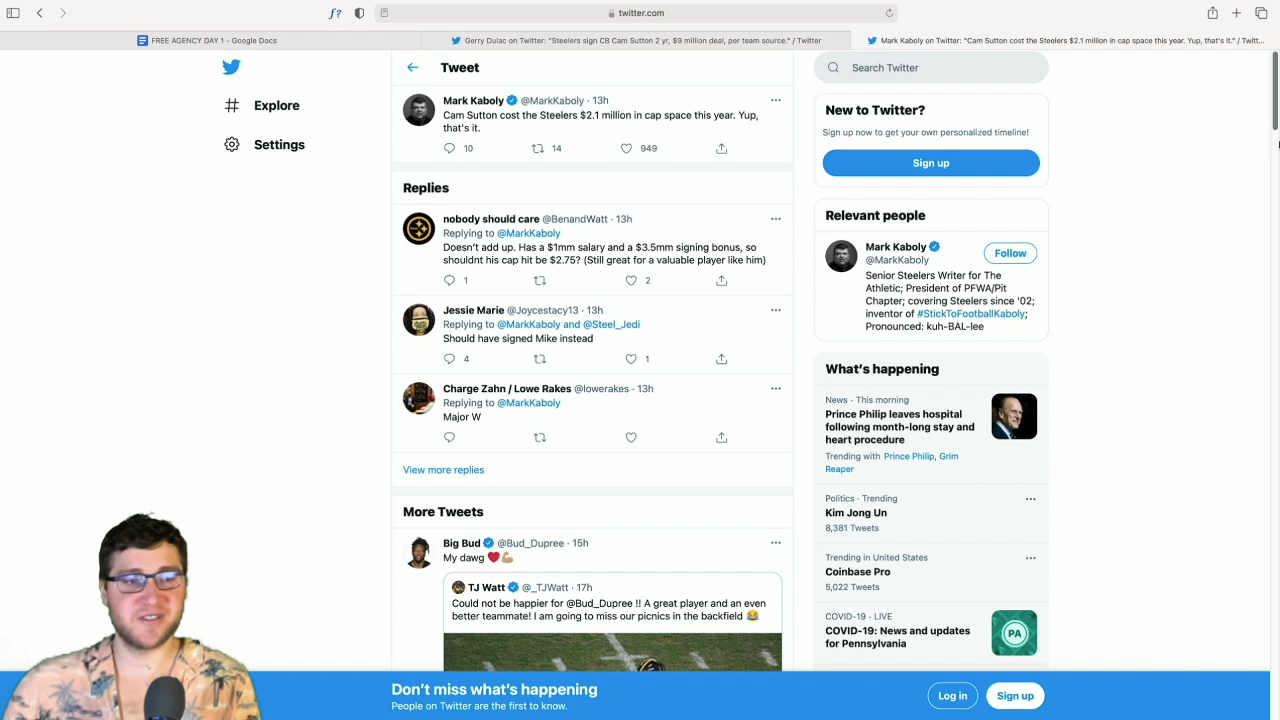 twitter.com
FREE AGENCY DAY 1 - Google Docs
Gerry Dulac on Twitter: "Steelers sign CB Cam Sutton 2 yr, $9 million deal, per team source." / Twitter
Mark Kaboly on Twitter: "Cam Sutton cost the Steelers $2.1 million in cap space this year. Yup, that's it." / Twitt...
Explore
Settings
Tweet
Mark Kaboly @MarkKaboly · 13h
Cam Sutton cost the Steelers $2.1 million in cap space this year. Yup,
that's it.
10 14 949
Replies
nobody should care @BenandWatt · 13h
Replying to @MarkKaboly
Doesn't add up. Has a $1mm salary and a $3.5mm signing bonus, so
shouldnt his cap hit be $2.75? (Still great for a valuable player like him)
1 2
Jessie Marie @Joycestacy13 · 13h
Replying to @MarkKaboly and @Steel_Jedi
Should have signed Mike instead
4 1
Charge Zahn / Lowe Rakes @lowerakes · 13h
Replying to @MarkKaboly
Major W
View more replies
More Tweets
Big Bud @Bud_Dupree · 15h
My dawg ❤️💪🏽
TJ Watt @_TJWatt · 17h
Could not be happier for @Bud_Dupree !! A great player and an even
better teammate! I am going to miss our picnics in the backfield 😂
Search Twitter
New to Twitter?
Sign up now to get your own personalized timeline!
Sign up
Relevant people
Mark Kaboly
@MarkKaboly
Follow
Senior Steelers Writer for The
Athletic; President of PFWA/Pit
Chapter; covering Steelers since '02;
inventor of #StickToFootballKaboly;
Pronounced: kuh-BAL-lee
What's happening
News · This morning
Prince Philip leaves hospital
following month-long stay and
heart procedure
Trending with Prince Philip, Grim
Reaper
Politics · Trending
Kim Jong Un
8,381 Tweets
Trending in United States
Coinbase Pro
5,022 Tweets
COVID-19 · LIVE
COVID-19: News and updates
for Pennsylvania
PA
Don't miss what's happening
People on Twitter are the first to know.
Log in
Sign up